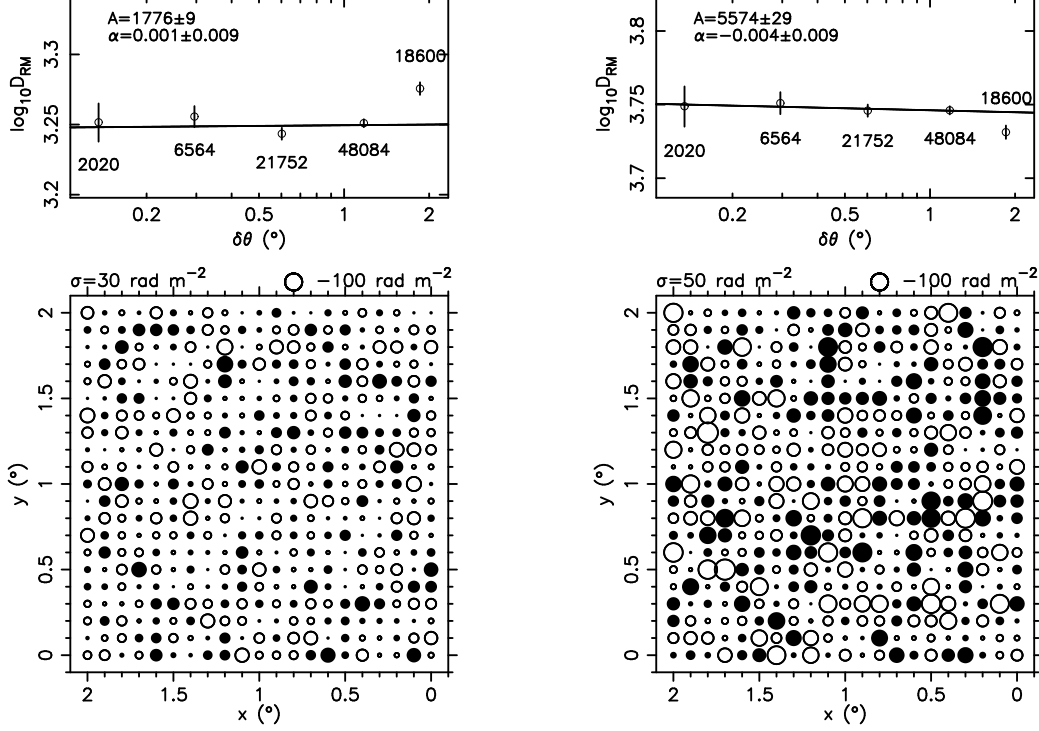 A=1776±9
α=0.001±0.009
18600
3.3
3.25
3.2
log₁₀D_RM
2020
6564
21752
48084
0.2 0.5 1 2
δθ (°)
A=5574±29
α=−0.004±0.009
18600
3.8
3.75
3.7
log₁₀D_RM
2020
6564
21752
48084
0.2 0.5 1 2
δθ (°)
σ=30 rad m⁻² −100 rad m⁻²
2
1.5
1
0.5
0
y (°)
2 1.5 1 0.5 0
x (°)
σ=50 rad m⁻² −100 rad m⁻²
2
1.5
1
0.5
0
y (°)
2 1.5 1 0.5 0
x (°)